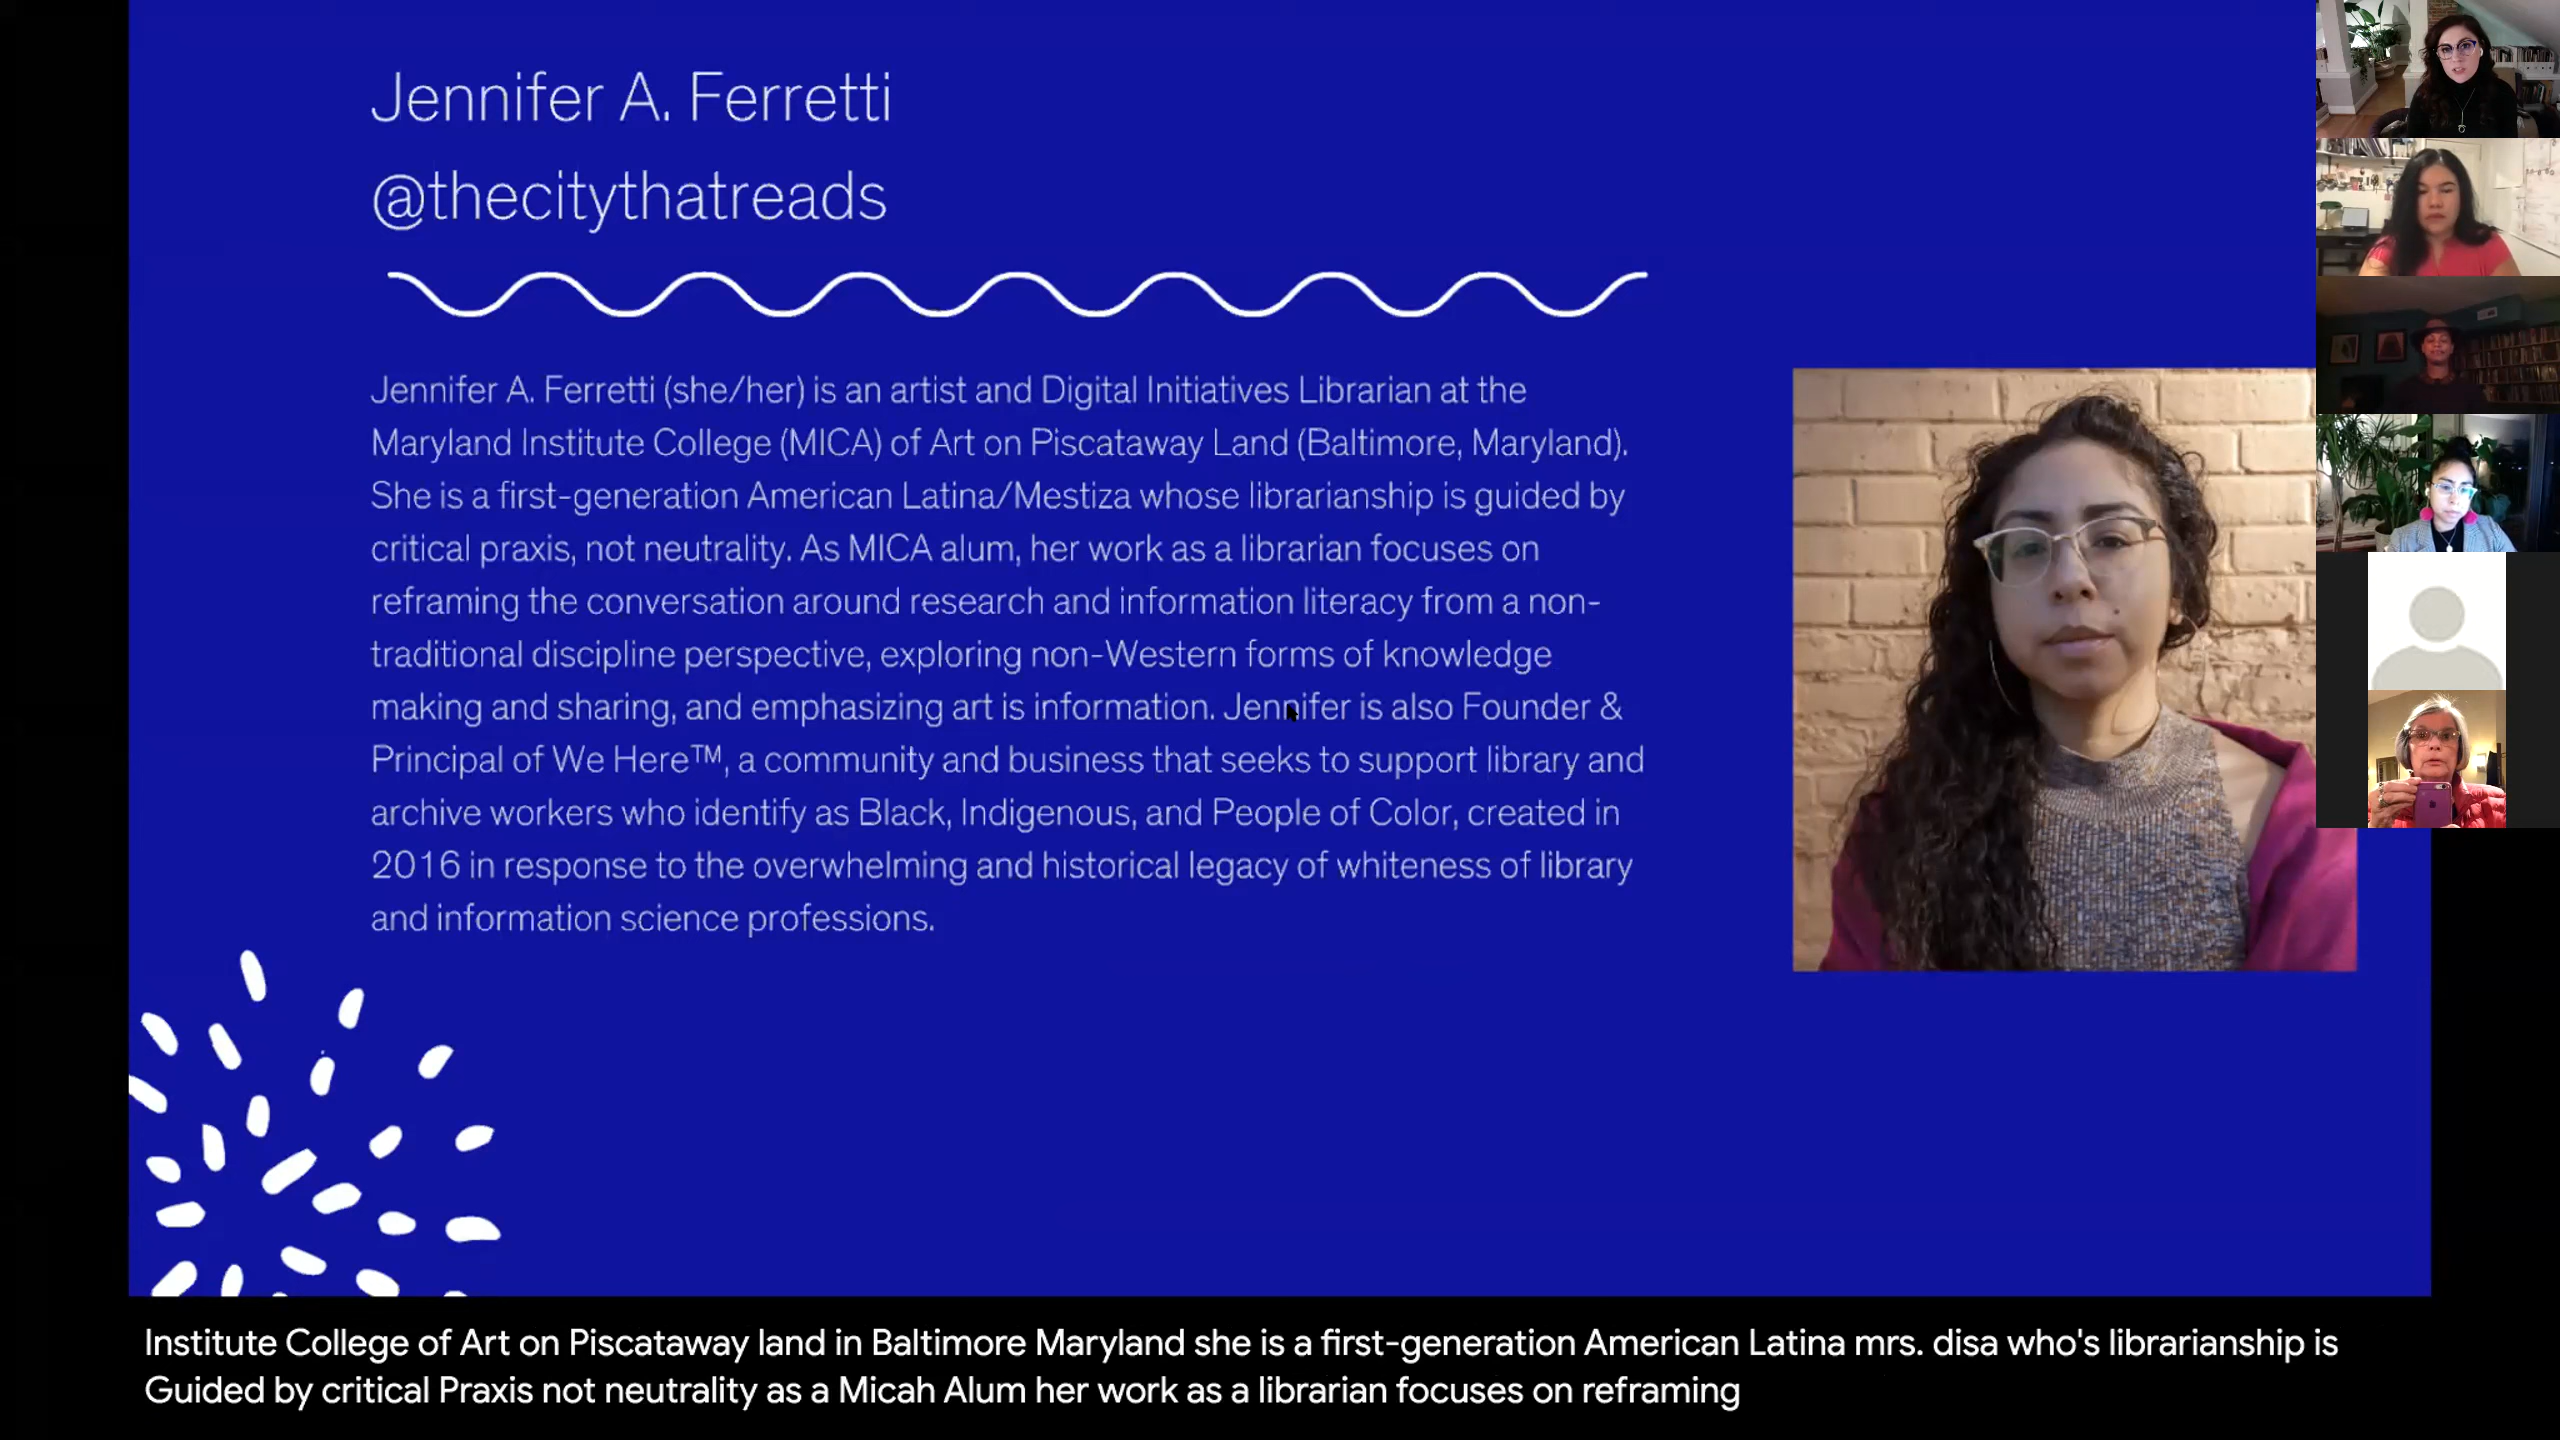 Jennifer A. Ferretti
@thecitythatreads
Jennifer A. Ferretti (she/her) is an artist and Digital Initiatives Librarian at the
Maryland Institute College (MICA) of Art on Piscataway Land (Baltimore, Maryland).
She is a first-generation American Latina/Mestiza whose librarianship is guided by
critical praxis, not neutrality. As MICA alum, her work as a librarian focuses on
reframing the conversation around research and information literacy from a non-
traditional discipline perspective, exploring non-Western forms of knowledge
making and sharing, and emphasizing art is information. Jennifer is also Founder &
Principal of We Here™, a community and business that seeks to support library and
archive workers who identify as Black, Indigenous, and People of Color, created in
2016 in response to the overwhelming and historical legacy of whiteness of library
and information science professions.
Institute College of Art on Piscataway land in Baltimore Maryland she is a first-generation American Latina mrs. disa who's librarianship is
Guided by critical Praxis not neutrality as a Micah Alum her work as a librarian focuses on reframing